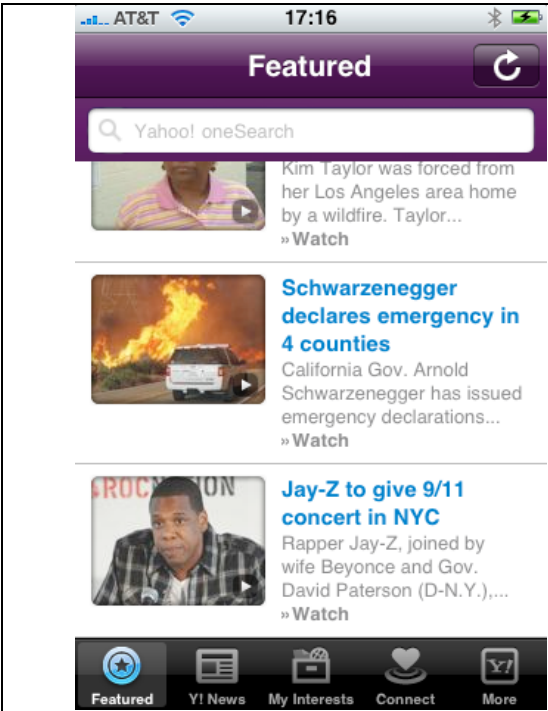 AT&T 17:16
Featured
Yahoo! oneSearch
Kim Taylor was forced from
her Los Angeles area home
by a wildfire. Taylor...
»Watch
Schwarzenegger
declares emergency in
4 counties
California Gov. Arnold
Schwarzenegger has issued
emergency declarations...
»Watch
ROC NATION
Jay-Z to give 9/11
concert in NYC
Rapper Jay-Z, joined by
wife Beyonce and Gov.
David Paterson (D-N.Y.),...
»Watch
Y!
Featured Y! News My Interests Connect More